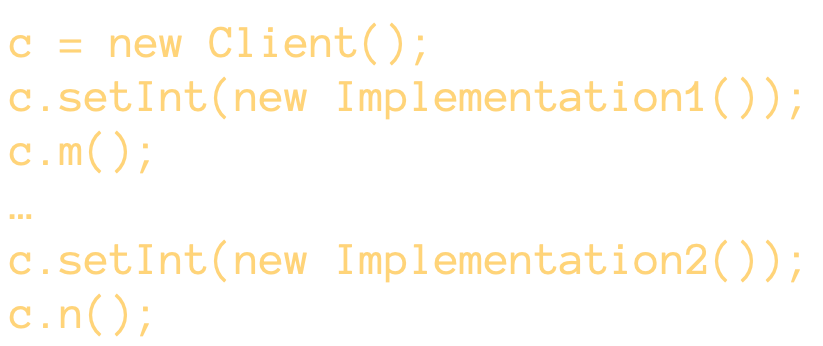 c = new Client();
c.setInt(new Implementation1());
c.m();
…
c.setInt(new Implementation2());
c.n();